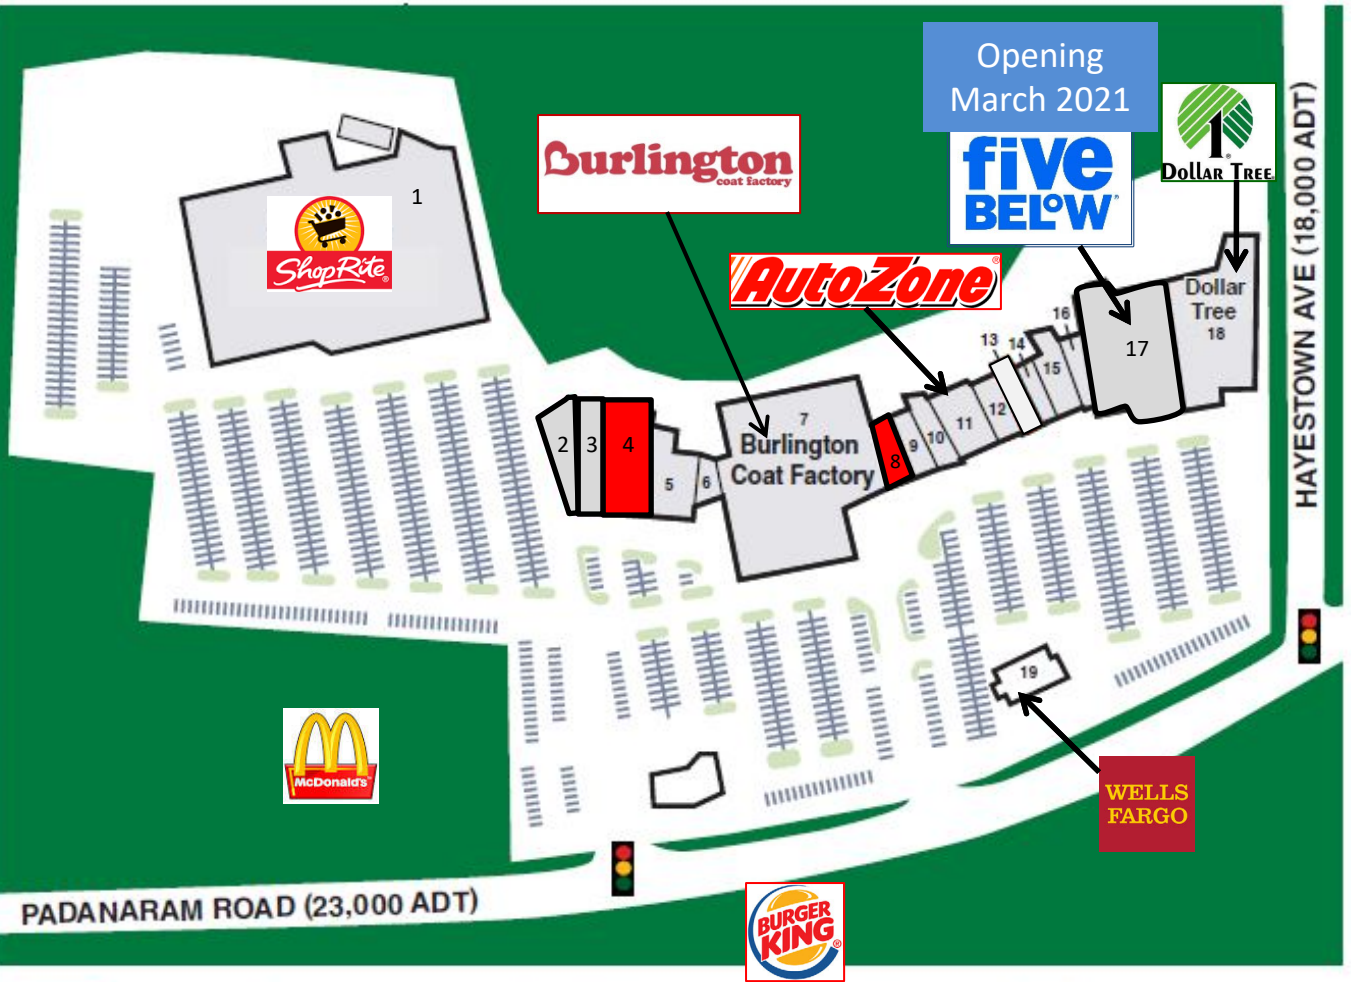 Opening
March 2021
five
BELOW
1
DOLLAR TREE
Burlington
coat factory
AutoZone
ShopRite
1
HAYESTOWN AVE (18,000 ADT)
Dollar
Tree
18
17
16
13
14
15
12
11
10
9
8
7
Burlington
Coat Factory
6
5
4
3
2
19
WELLS
FARGO
McDonald's
PADANARAM ROAD (23,000 ADT)
BURGER
KING